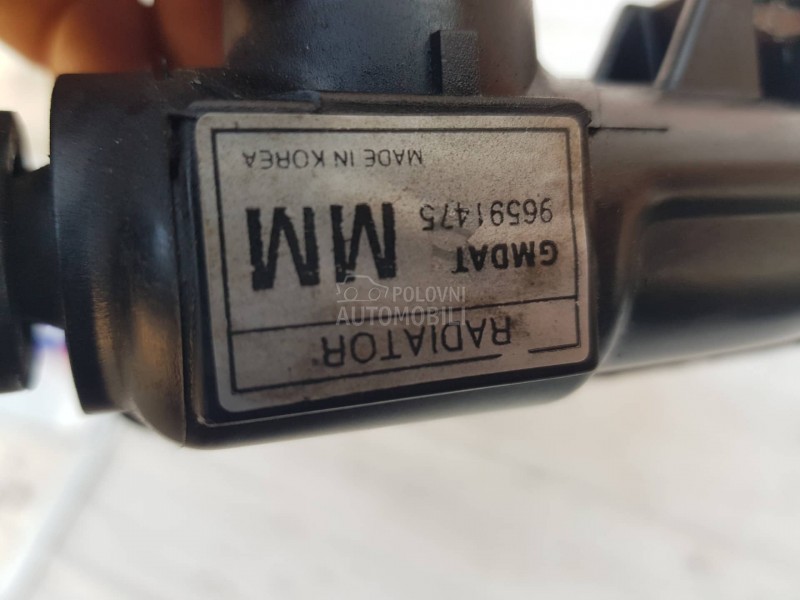 RADIATOR
GMDAT
96591475
MM
MADE IN KOREA
POLOVNI
AUTOMOBILI